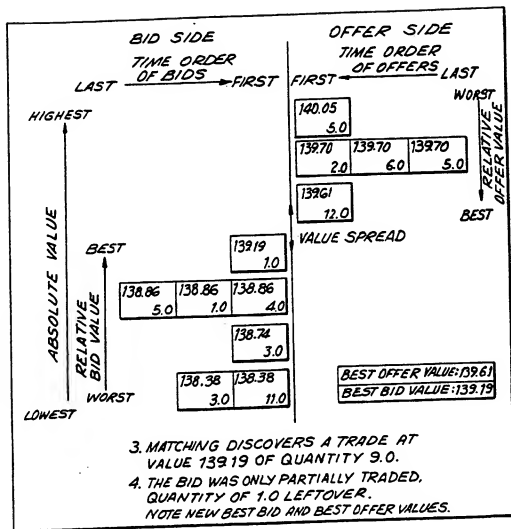 BID SIDE
OFFER SIDE
TIME ORDER
OF BIDS
TIME ORDER
OF OFFERS
LAST
FIRST
FIRST
LAST
HIGHEST
WORST
140.05
5.0
139.70 139.70 139.70
2.0 6.0 5.0
139.61
12.0
RELATIVE
OFFER VALUE
BEST
VALUE SPREAD
ABSOLUTE VALUE
BEST
RELATIVE
BID VALUE
139.19
1.0
138.86 138.86 138.86
5.0 1.0 4.0
138.74
3.0
138.38 138.38
3.0 11.0
WORST
LOWEST
BEST OFFER VALUE:139.61
BEST BID VALUE:139.19
3. MATCHING DISCOVERS A TRADE AT
VALUE 139.19 OF QUANTITY 9.0.
4. THE BID WAS ONLY PARTIALLY TRADED,
QUANTITY OF 1.0 LEFTOVER.
NOTE NEW BEST BID AND BEST OFFER VALUES.